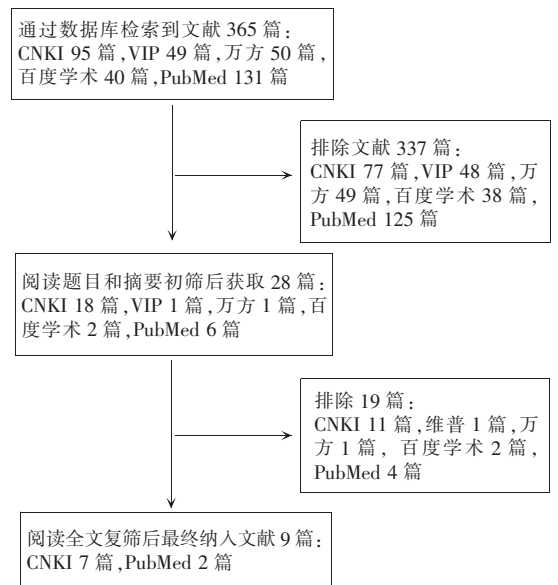 通过数据库检索到文献 365 篇：
CNKI 95 篇，VIP 49 篇，万方 50 篇，
百度学术 40 篇，PubMed 131 篇
排除文献 337 篇：
CNKI 77 篇，VIP 48 篇，万
方 49 篇，百度学术 38 篇，
PubMed 125 篇
阅读题目和摘要初筛后获取 28 篇：
CNKI 18 篇，VIP 1 篇，万方 1 篇，百
度学术 2 篇，PubMed 6 篇
排除 19 篇：
CNKI 11 篇，维普 1 篇，万
方 1 篇，百度学术 2 篇，
PubMed 4 篇
阅读全文复筛后最终纳入文献 9 篇：
CNKI 7 篇，PubMed 2 篇